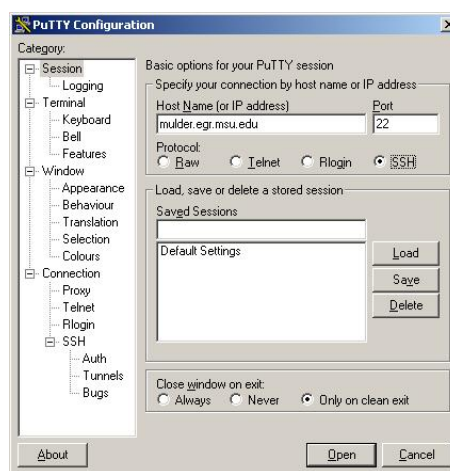 PuTTY Configuration
Category:
Session
Logging
Terminal
Keyboard
Bell
Features
Window
Appearance
Behaviour
Translation
Selection
Colours
Connection
Proxy
Telnet
Rlogin
SSH
Auth
Tunnels
Bugs
Basic options for your PuTTY session
Specify your connection by host name or IP address
Host Name (or IP address) Port
mulder.egr.msu.edu 22
Protocol:
Raw Telnet Rlogin SSH
Load, save or delete a stored session
Saved Sessions
Default Settings
Load
Save
Delete
Close window on exit:
Always Never Only on clean exit
About Open Cancel